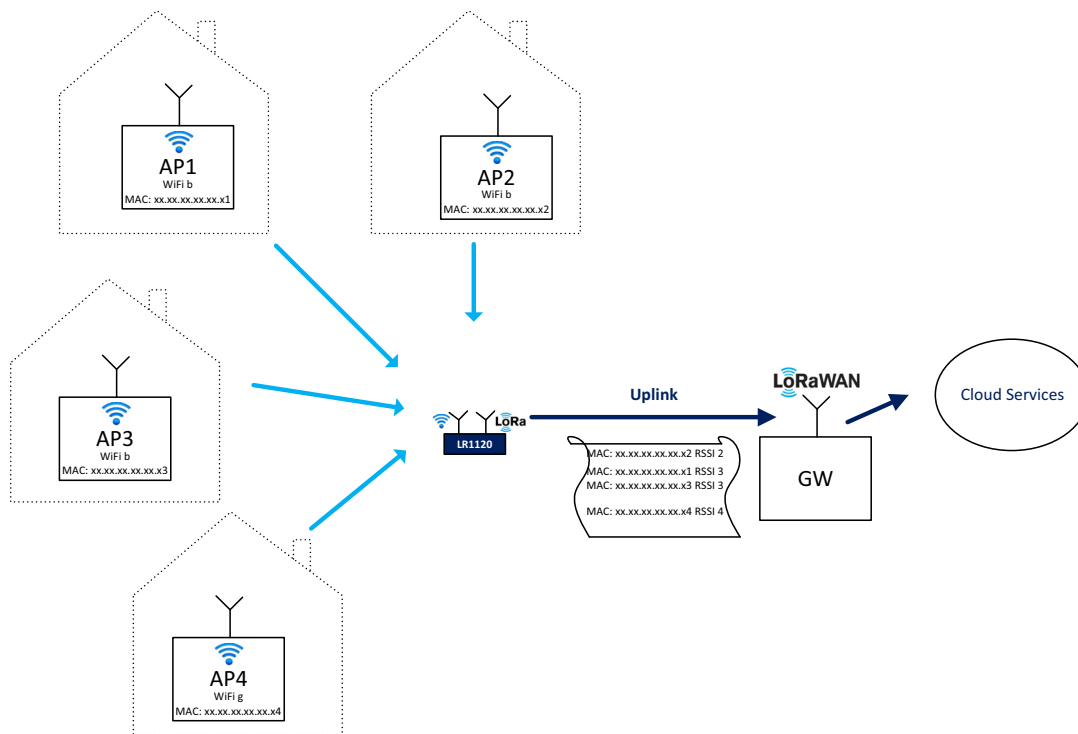 AP1
WiFi b
MAC: xx.xx.xx.xx.xx.x1
AP2
WiFi b
MAC: xx.xx.xx.xx.xx.x2
AP3
WiFi b
MAC: xx.xx.xx.xx.xx.x3
AP4
WiFi g
MAC: xx.xx.xx.xx.xx.x4
LoRa
LR1120
Uplink
MAC: xx.xx.xx.xx.xx.x2 RSSI 2
MAC: xx.xx.xx.xx.xx.x1 RSSI 3
MAC: xx.xx.xx.xx.xx.x3 RSSI 3
MAC: xx.xx.xx.xx.xx.x4 RSSI 4
LoRaWAN
GW
Cloud Services